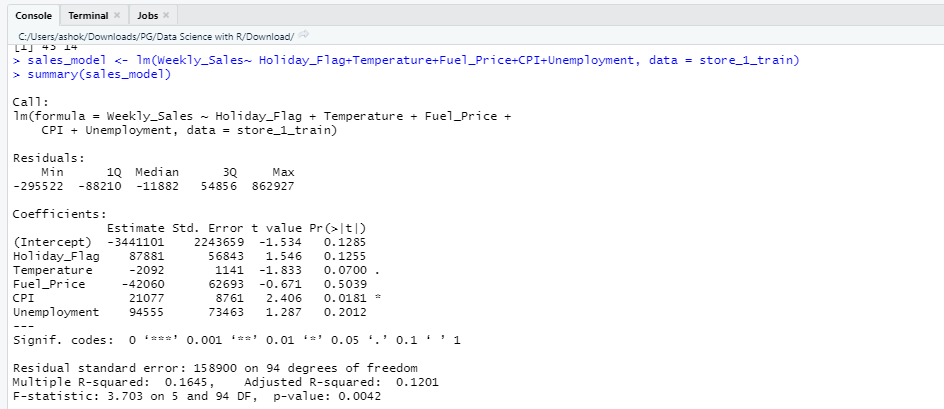 Console Terminal Jobs
C:/Users/ashok/Downloads/PG/Data Science with R/Download/
[1] 43 14
> sales_model <- lm(Weekly_Sales~ Holiday_Flag+Temperature+Fuel_Price+CPI+Unemployment, data = store_1_train)
> summary(sales_model)
Call:
lm(formula = Weekly_Sales ~ Holiday_Flag + Temperature + Fuel_Price +
CPI + Unemployment, data = store_1_train)
Residuals:
Min 1Q Median 3Q Max
-295522 -88210 -11882 54856 862927
Coefficients:
Estimate Std. Error t value Pr(>|t|)
(Intercept) -3441101 2243659 -1.534 0.1285
Holiday_Flag 87881 56843 1.546 0.1255
Temperature -2092 1141 -1.833 0.0700 .
Fuel_Price -42060 62693 -0.671 0.5039
CPI 21077 8761 2.406 0.0181 *
Unemployment 94555 73463 1.287 0.2012
---
Signif. codes: 0 ‘***’ 0.001 ‘**’ 0.01 ‘*’ 0.05 ‘.’ 0.1 ‘ ’ 1
Residual standard error: 158900 on 94 degrees of freedom
Multiple R-squared: 0.1645, Adjusted R-squared: 0.1201
F-statistic: 3.703 on 5 and 94 DF, p-value: 0.0042